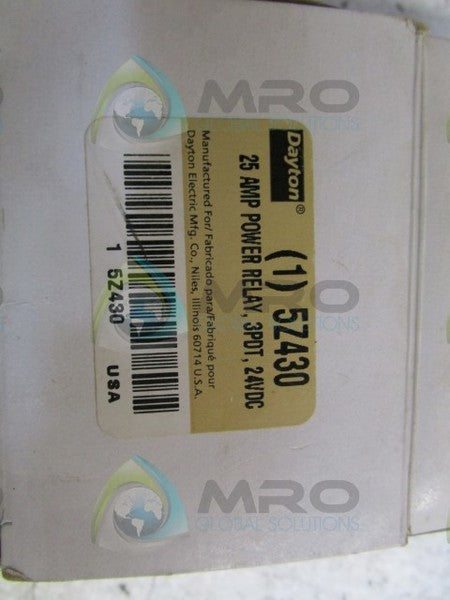 Dayton®
(1) 5Z430
25 AMP POWER RELAY, 3PDT, 24VDC
Manufactured For/ Fabricado para/Fabriqué pour
Dayton Electric Mfg. Co., Niles, Illinois 60714 U.S.A.
1 5Z430 USA
MRO
GLOBAL SOLUTIONS
MRO
GLOBAL SOLUTIONS